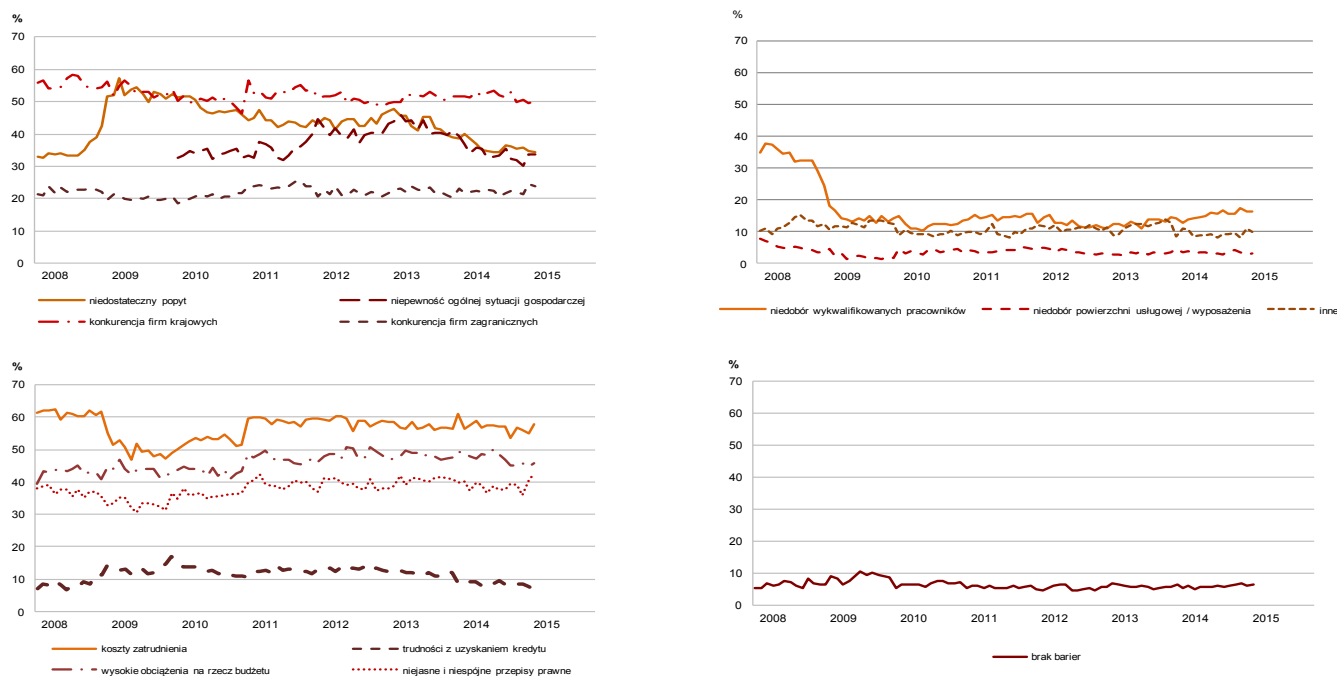 %
70
60
50
40
30
20
10
0
2008 2009 2010 2011 2012 2013 2014 2015
niedostateczny popyt
niepewność ogólnej sytuacji gospodarczej
konkurencja firm krajowych
konkurencja firm zagranicznych
%
70
60
50
40
30
20
10
0
2008 2009 2010 2011 2012 2013 2014 2015
niedobór wykwalifikowanych pracowników
niedobór powierzchni usługowej / wyposażenia
inne
%
70
60
50
40
30
20
10
0
2008 2009 2010 2011 2012 2013 2014 2015
koszty zatrudnienia
trudności z uzyskaniem kredytu
wysokie obciążenia na rzecz budżetu
niejasne i niespójne przepisy prawne
%
70
60
50
40
30
20
10
0
2008 2009 2010 2011 2012 2013 2014 2015
brak barier